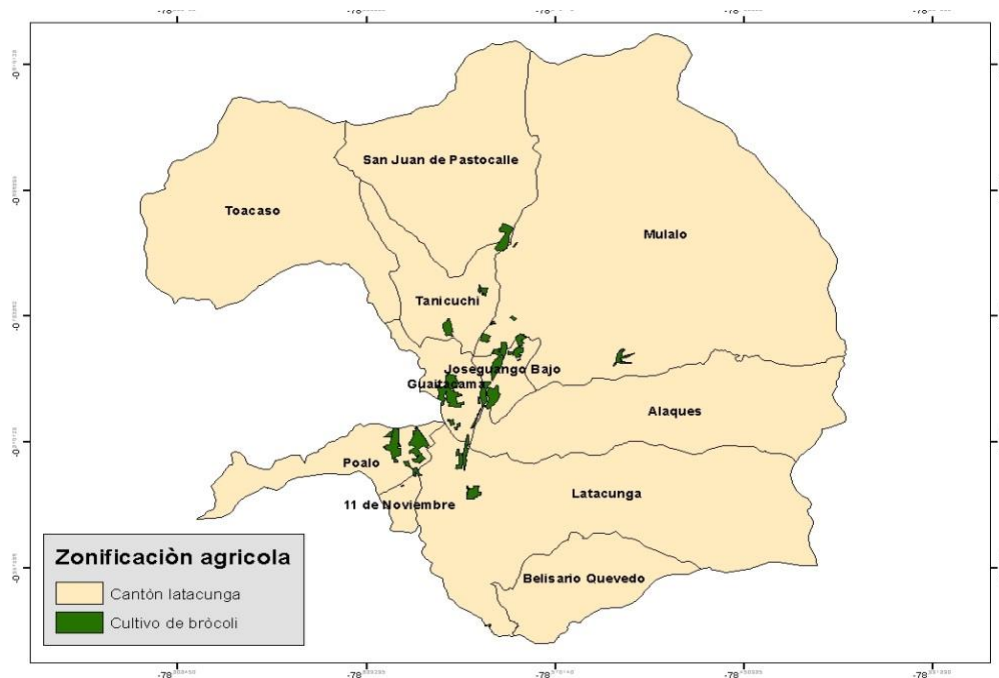 San Juan de Pastocalle
Toacaso
Mulalo
Tanicuchi
Joseguango Bajo
Guaitacama
Alaques
Poalo
Latacunga
11 de Noviembre
Belisario Quevedo
Zonificaciòn agricola
Cantón latacunga
Cultivo de brócoli